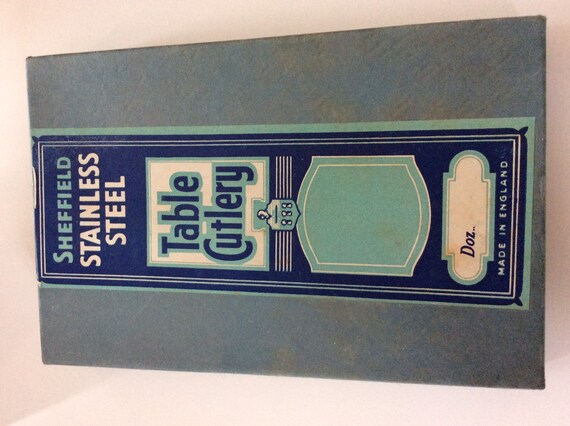 SHEFFIELD
STAINLESS
STEEL
Table
Cutlery
Doz..
MADE IN ENGLAND